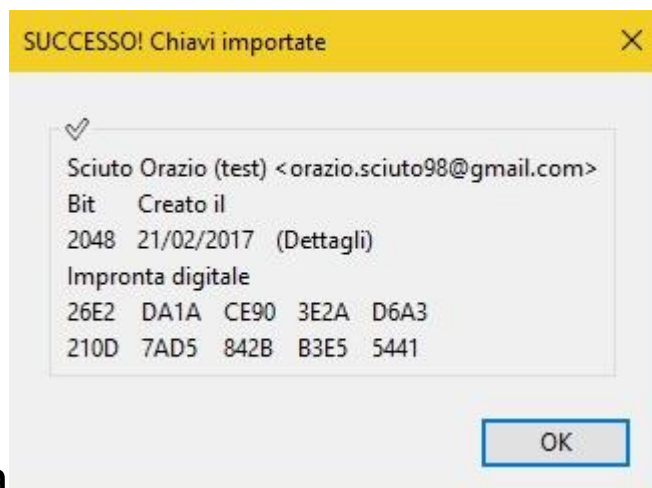 SUCCESSO! Chiavi importate
Sciuto Orazio (test) <orazio.sciuto98@gmail.com>
Bit Creato il
2048 21/02/2017 (Dettagli)
Impronta digitale
26E2 DA1A CE90 3E2A D6A3
210D 7AD5 842B B3E5 5441
OK